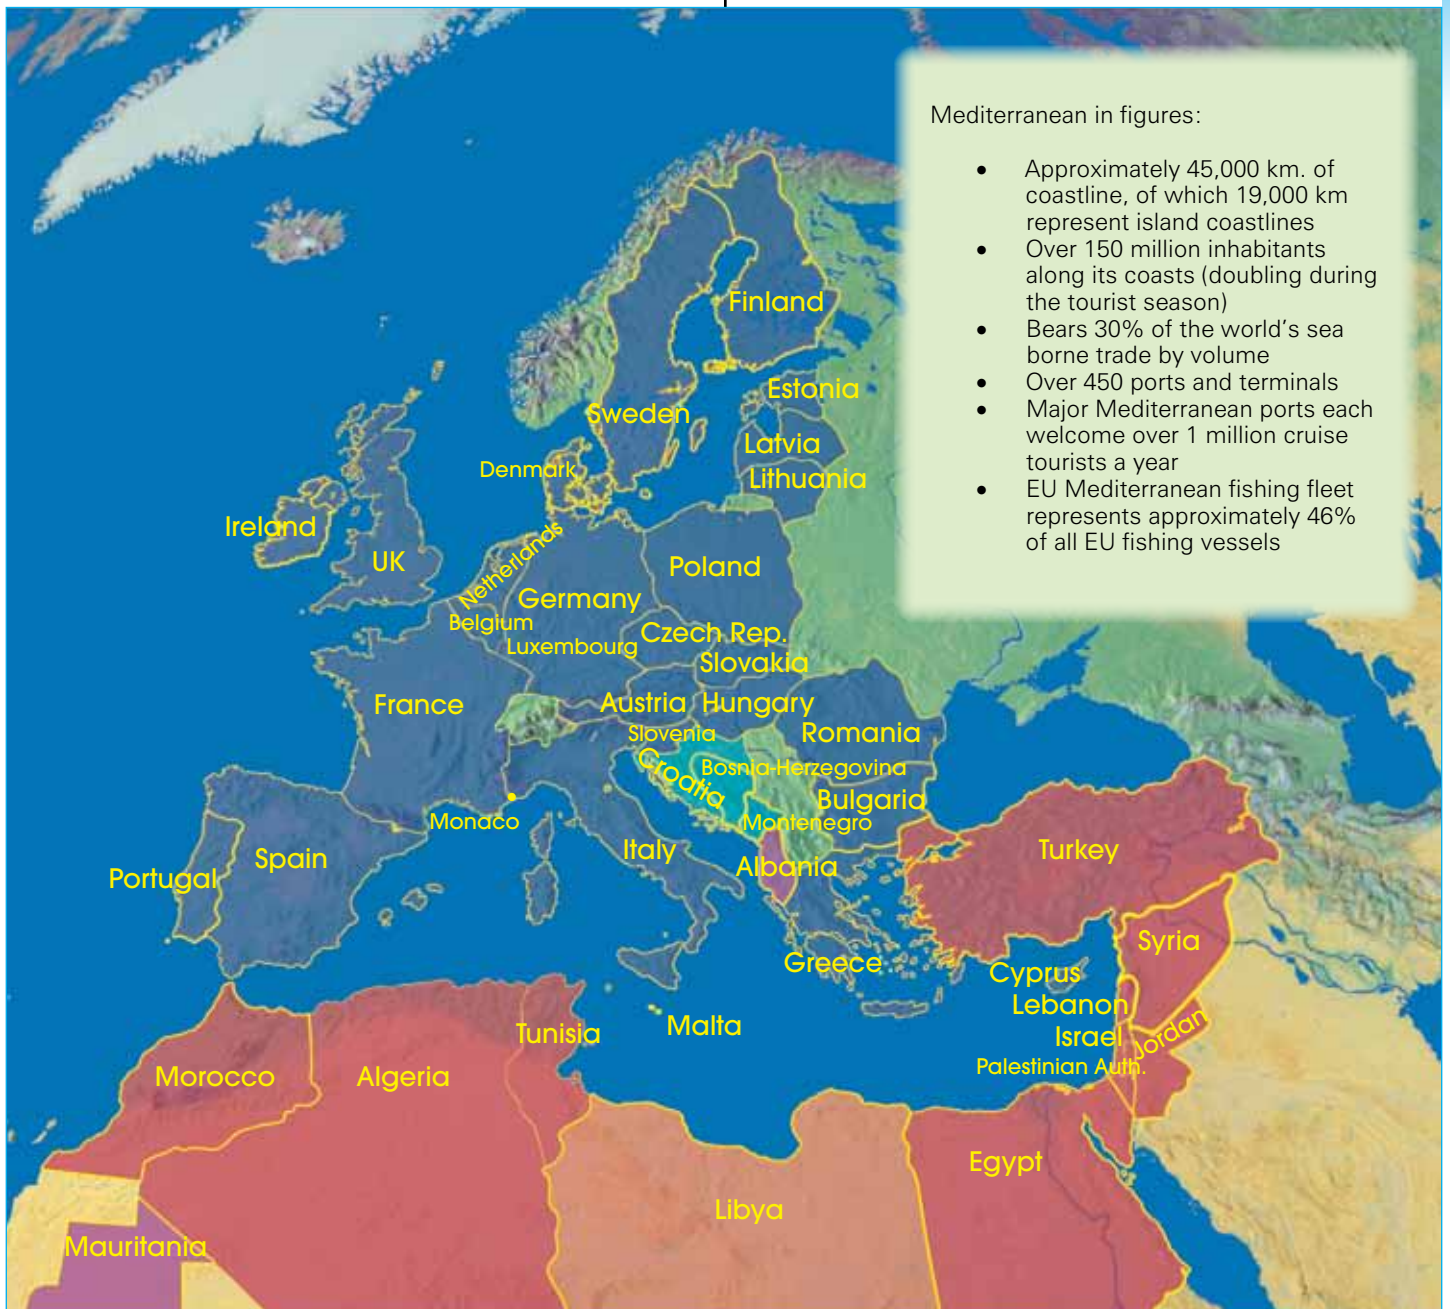 Mediterranean in figures:
• Approximately 45,000 km. of
coastline, of which 19,000 km
represent island coastlines
• Over 150 million inhabitants
along its coasts (doubling during
the tourist season)
• Bears 30% of the world's sea
borne trade by volume
• Over 450 ports and terminals
• Major Mediterranean ports each
welcome over 1 million cruise
tourists a year
• EU Mediterranean fishing fleet
represents approximately 46%
of all EU fishing vessels
Finland
Estonia
Sweden
Latvia
Denmark
Lithuania
Ireland
UK
Netherlands
Poland
Germany
Belgium
Czech Rep.
Luxembourg
Slovakia
France
Austria
Hungary
Slovenia
Romania
Croatia
Bosnia-Herzegovina
Bulgaria
Monaco
Montenegro
Italy
Turkey
Spain
Albania
Portugal
Syria
Greece
Cyprus
Lebanon
Malta
Tunisia
Israel
Jordan
Palestinian Auth.
Morocco
Algeria
Egypt
Libya
Mauritania